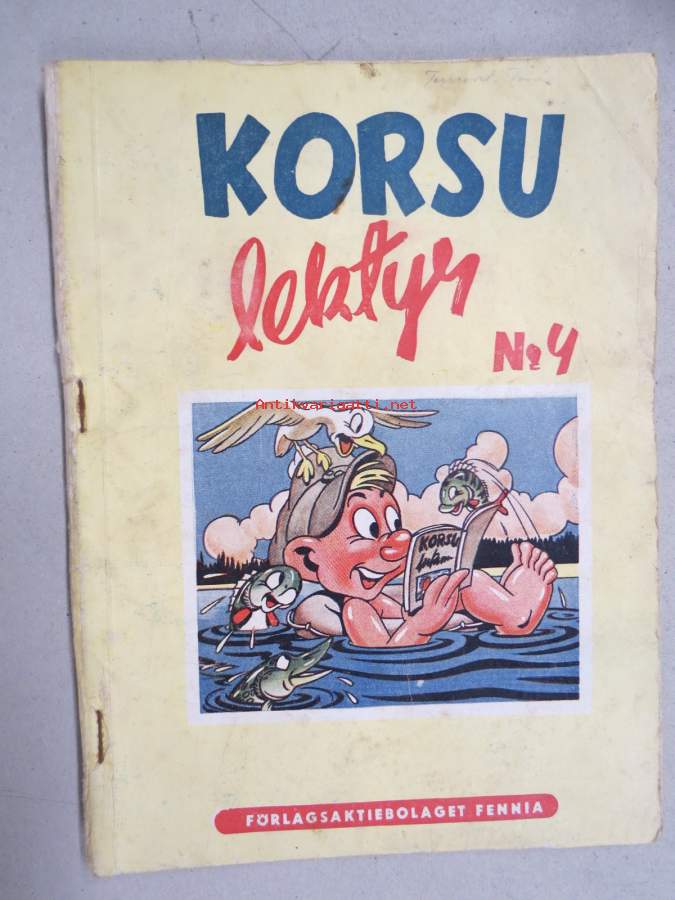 KORSU
lektyr
No 4
Antikvariaatti.net
KORSU
FÖRLAGSAKTIEBOLAGET FENNIA